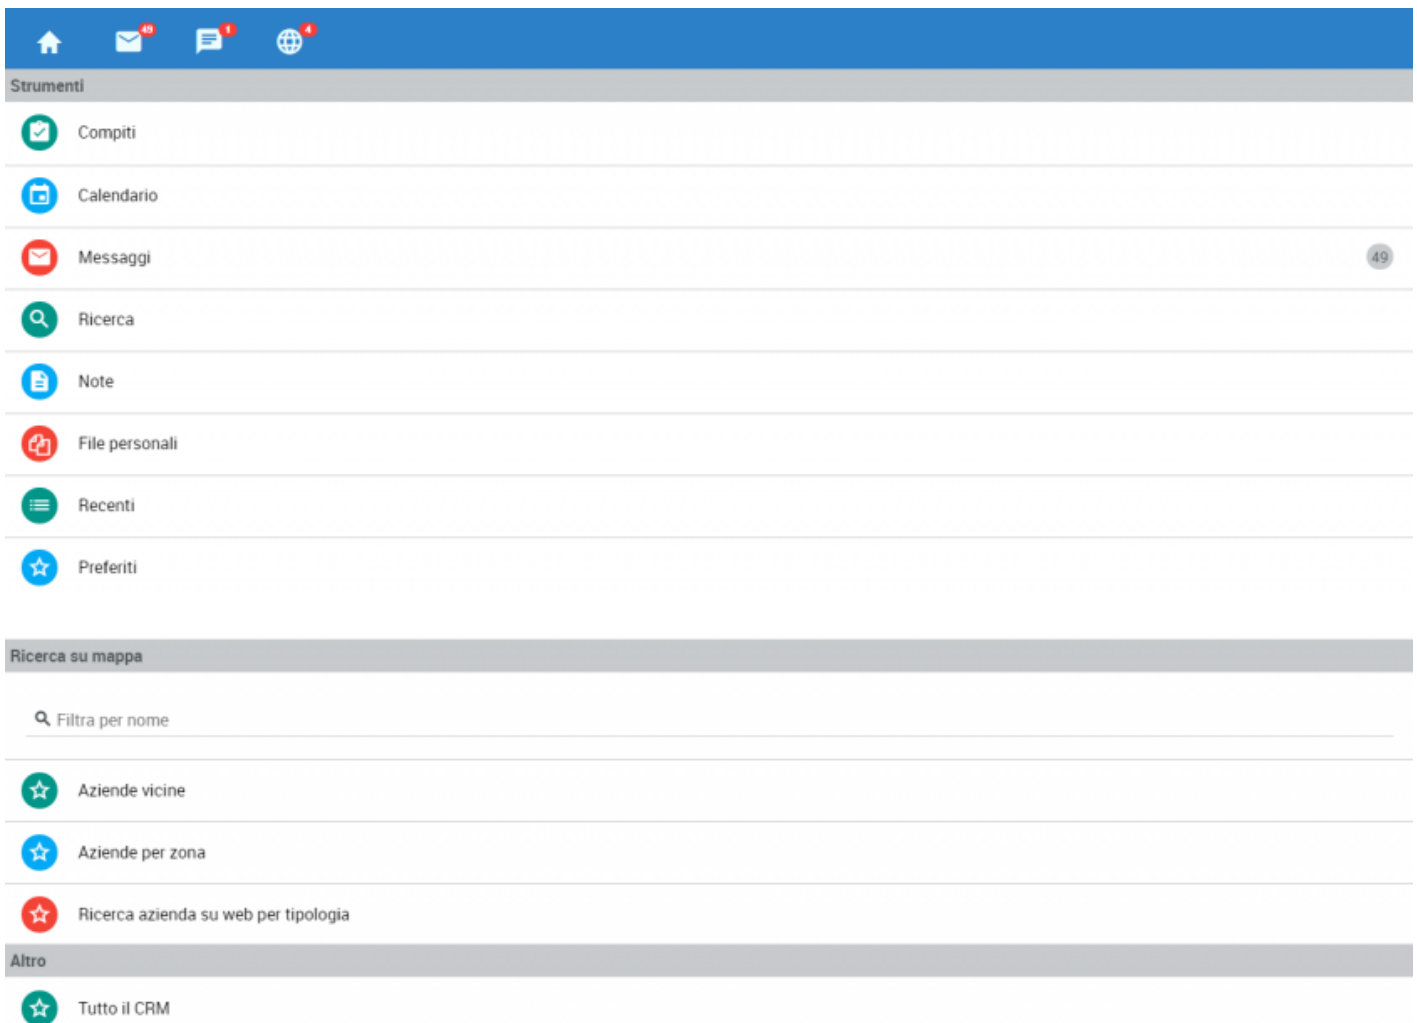 49 1 4
Strumenti
Compiti
Calendario
Messaggi 49
Ricerca
Note
File personali
Recenti
Preferiti
Ricerca su mappa
Filtra per nome
Aziende vicine
Aziende per zona
Ricerca azienda su web per tipologia
Altro
Tutto il CRM